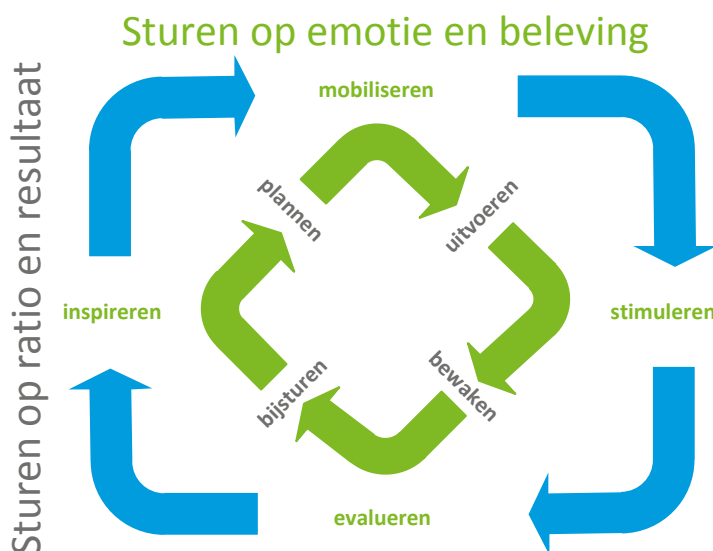 Sturen op emotie en beleving
Sturen op ratio en resultaat
mobiliseren
plannen
uitvoeren
inspireren
stimuleren
bijsturen
bewaken
evalueren